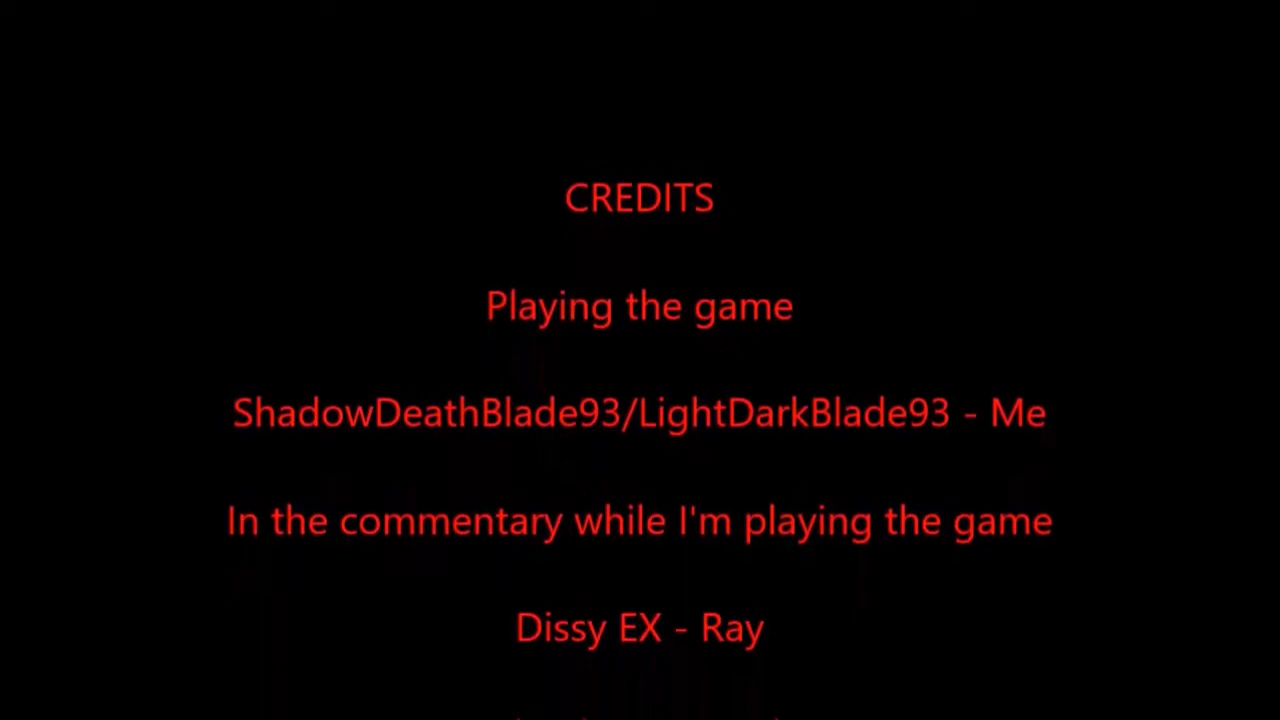 CREDITS
Playing the game
ShadowDeathBlade93/LightDarkBlade93 - Me
In the commentary while I'm playing the game
Dissy EX - Ray